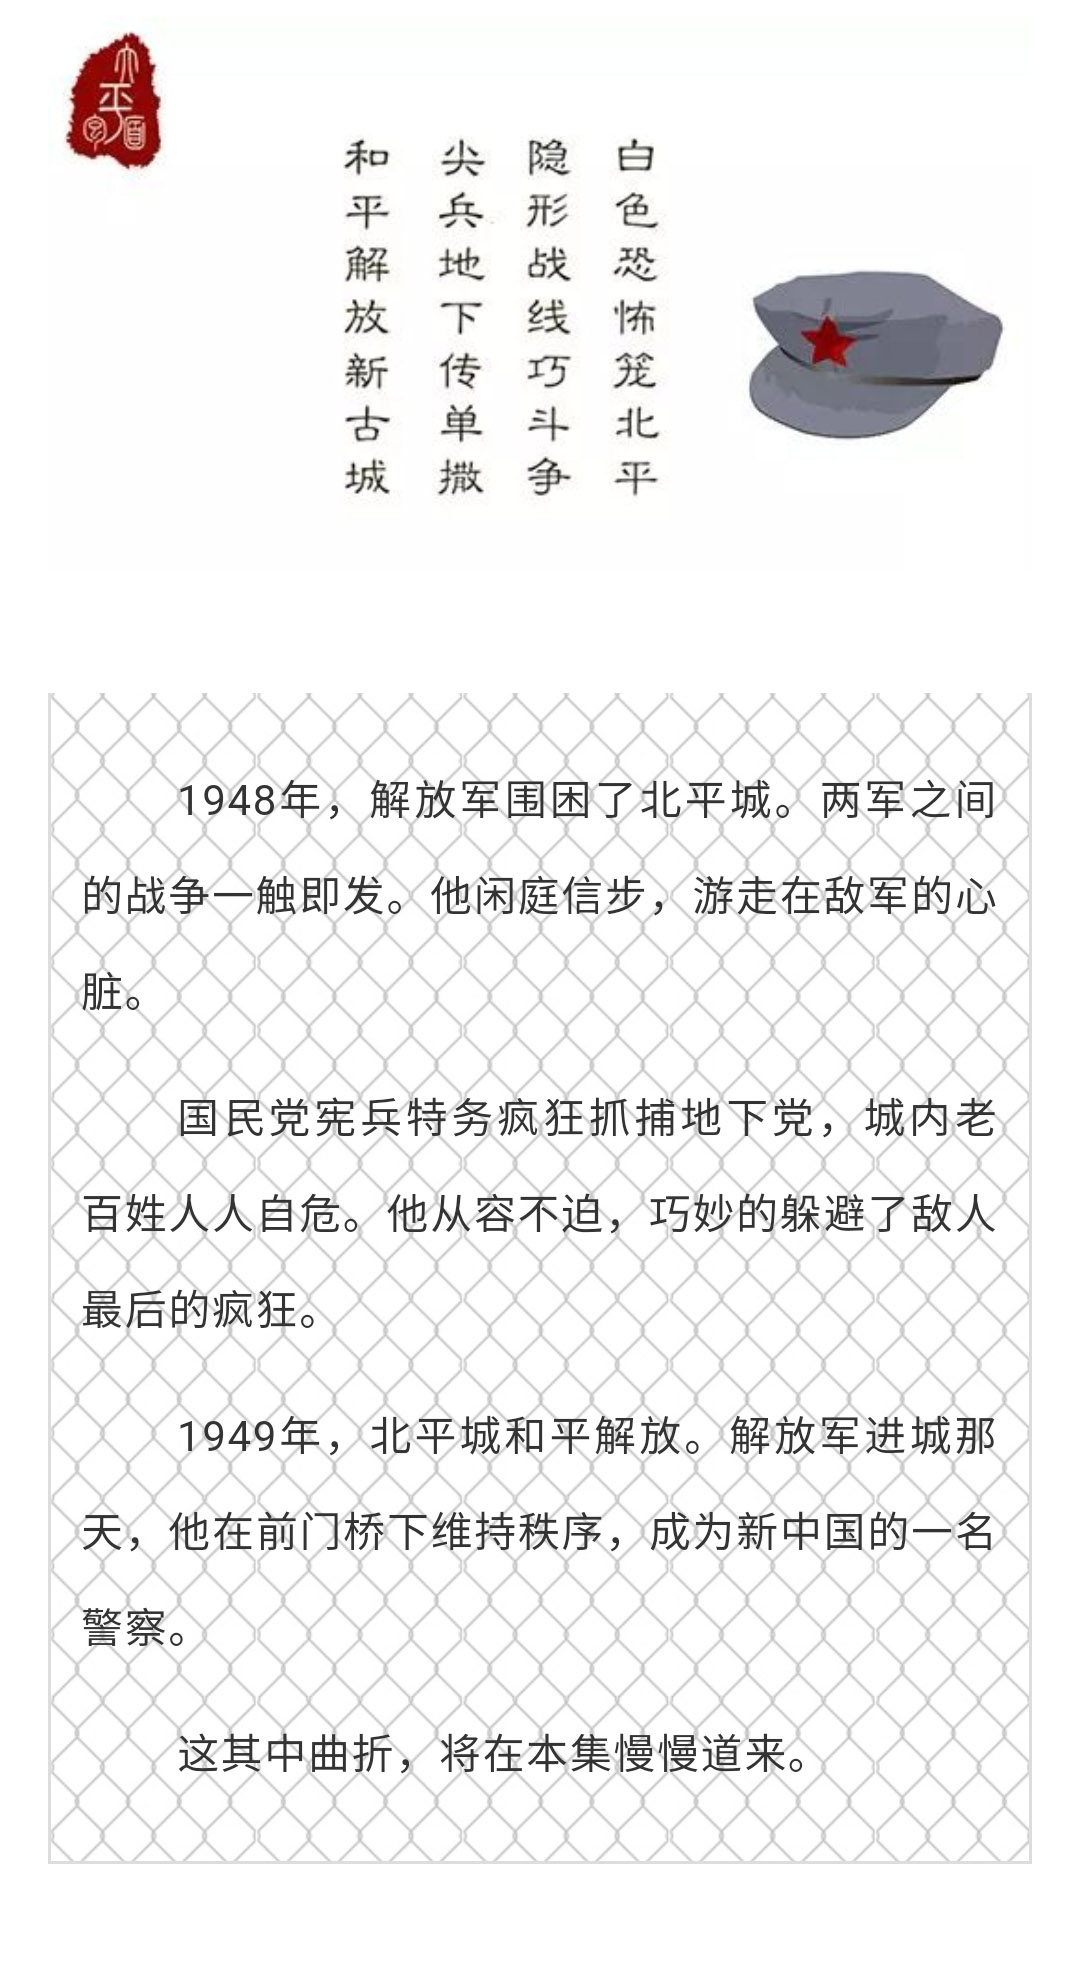 白色恐怖笼北平
隐形战线巧斗争
尖兵地下传单撒
和平解放新古城
1948年，解放军围困了北平城。两军之间
的战争一触即发。他闲庭信步，游走在敌军的心
脏。
国民党宪兵特务疯狂抓捕地下党，城内老
百姓人人自危。他从容不迫，巧妙的躲避了敌人
最后的疯狂。
1949年，北平城和平解放。解放军进城那
天，他在前门桥下维持秩序，成为新中国的一名
警察。
这其中曲折，将在本集慢慢道来。